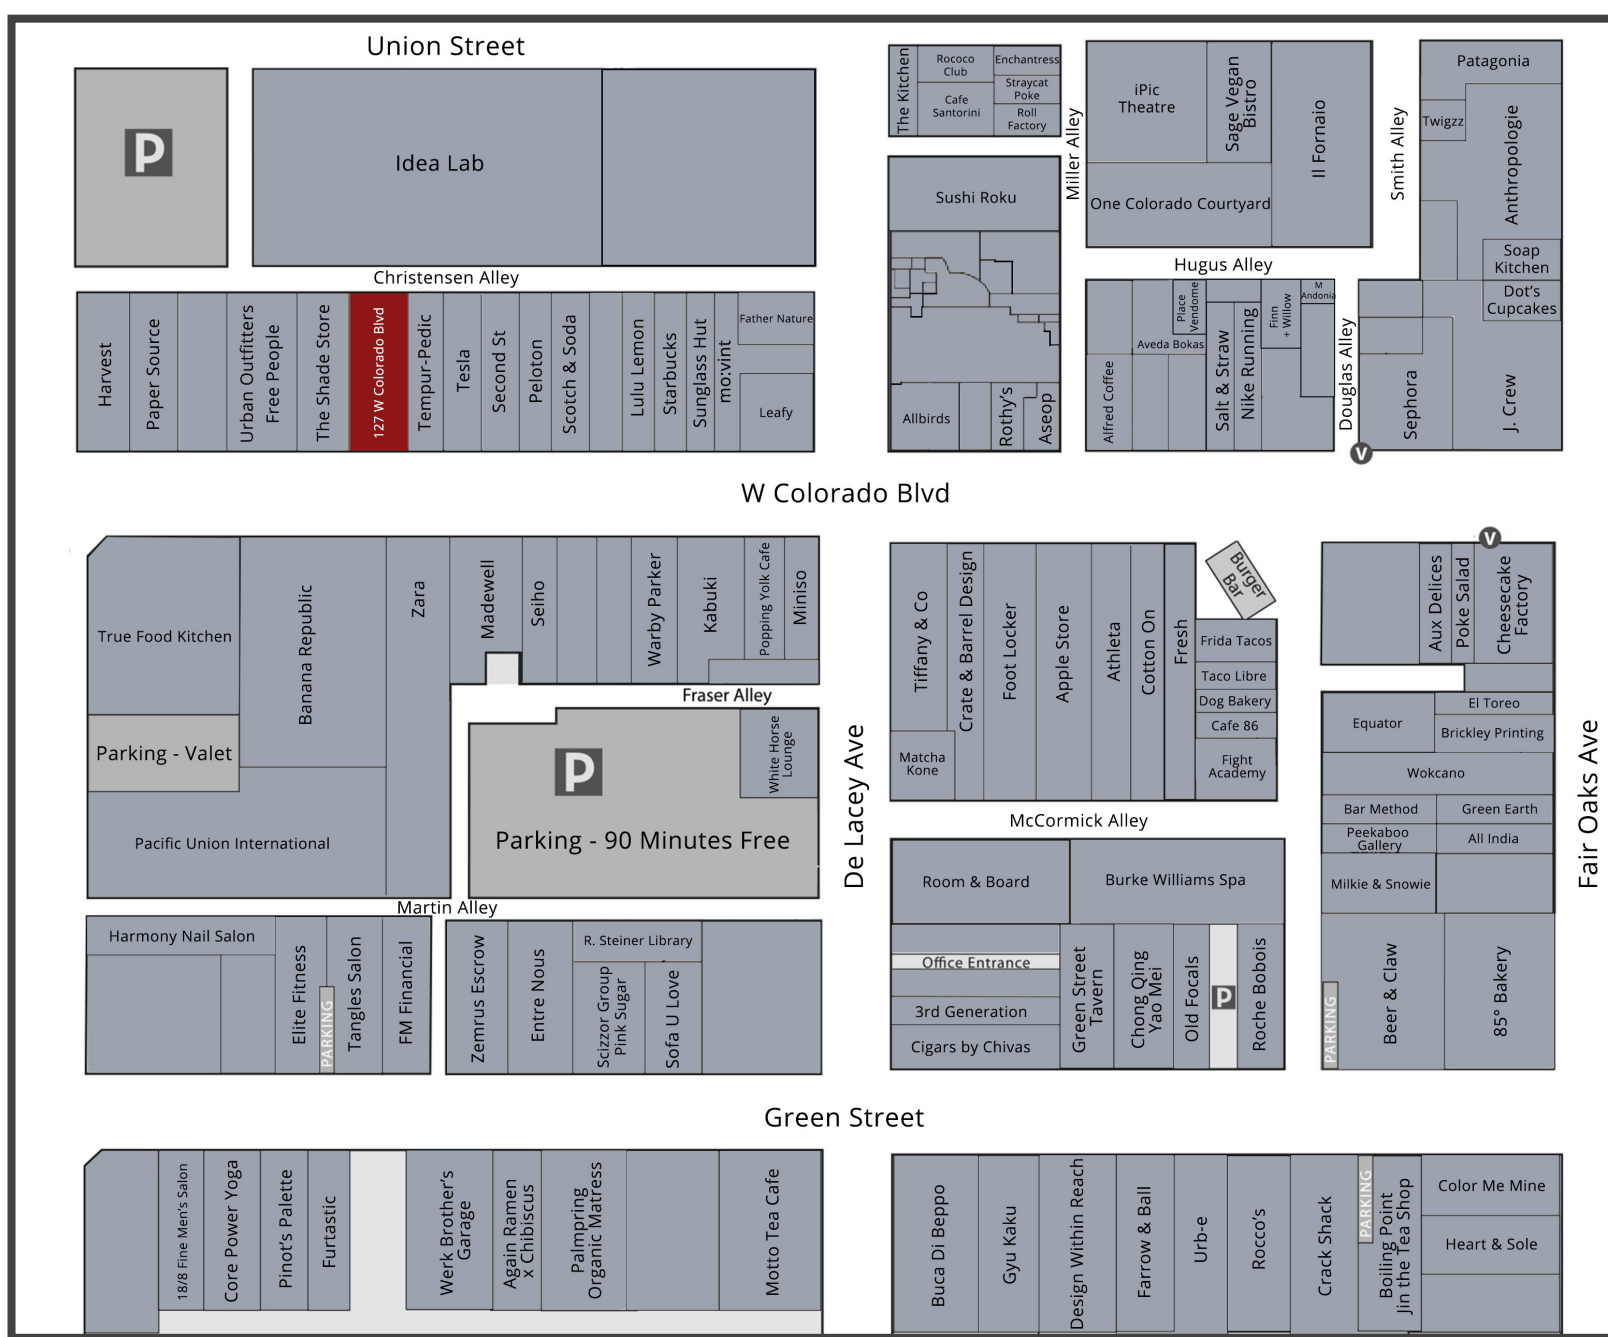 Union Street
P
Idea Lab
Christensen Alley
Harvest
Paper Source
Urban Outfitters
Free People
The Shade Store
127 W Colorado Blvd
Tempur-Pedic
Tesla
Second St
Peloton
Scotch & Soda
Lulu Lemon
Starbucks
Sunglass Hut
mo:vint
Father Nature
Leafy
The Kitchen
Rococo
Club
Cafe
Santorini
Enchantress
Straycat
Poke
Roll
Factory
Miller Alley
Sushi Roku
Allbirds
Rothy's
Aseop
iPic
Theatre
Sage Vegan
Bistro
Il Fornaio
One Colorado Courtyard
Smith Alley
Hugus Alley
Patagonia
Twigzz
Anthropologie
Soap
Kitchen
Dot's
Cupcakes
Alfred Coffee
Place
Vendome
Aveda Bokas
Salt & Straw
Nike Running
Finn
+ Willow
M
Andonia
Douglas Alley
Sephora
J. Crew
V
W Colorado Blvd
True Food Kitchen
Parking - Valet
Banana Republic
Pacific Union International
Zara
Madewell
Seiho
Warby Parker
Kabuki
Popping Yolk Cafe
Miniso
Fraser Alley
P
Parking - 90 Minutes Free
White Horse
Lounge
De Lacey Ave
Tiffany & Co
Matcha
Kone
Crate & Barrel Design
Foot Locker
Apple Store
Athleta
Cotton On
Fresh
Burger
Bar
Frida Tacos
Taco Libre
Dog Bakery
Cafe 86
Fight
Academy
V
Aux Delices
Poke Salad
Cheesecake
Factory
Equator
El Toreo
Brickley Printing
Wokcano
Bar Method
Green Earth
Peekaboo
Gallery
All India
Milkie & Snowie
Beer & Claw
PARKING
85° Bakery
Fair Oaks Ave
McCormick Alley
Room & Board
Burke Williams Spa
Office Entrance
3rd Generation
Cigars by Chivas
Green Street
Tavern
Chong Qing
Yao Mei
Old Focals
P
Roche Bobois
Martin Alley
Harmony Nail Salon
Elite Fitness
PARKING
Tangles Salon
FM Financial
Zemrus Escrow
Entre Nous
R. Steiner Library
Scizzor Group
Pink Sugar
Sofa U Love
Green Street
18/8 Fine Men's Salon
Core Power Yoga
Pinot's Palette
Furtastic
Werk Brother's
Garage
Again Ramen
x Chibiscus
Palmpring
Organic Matress
Motto Tea Cafe
Buca Di Beppo
Gyu Kaku
Design Within Reach
Farrow & Ball
Urb-e
Rocco's
Crack Shack
PARKING
Boiling Point
Jin the Tea Shop
Color Me Mine
Heart & Sole